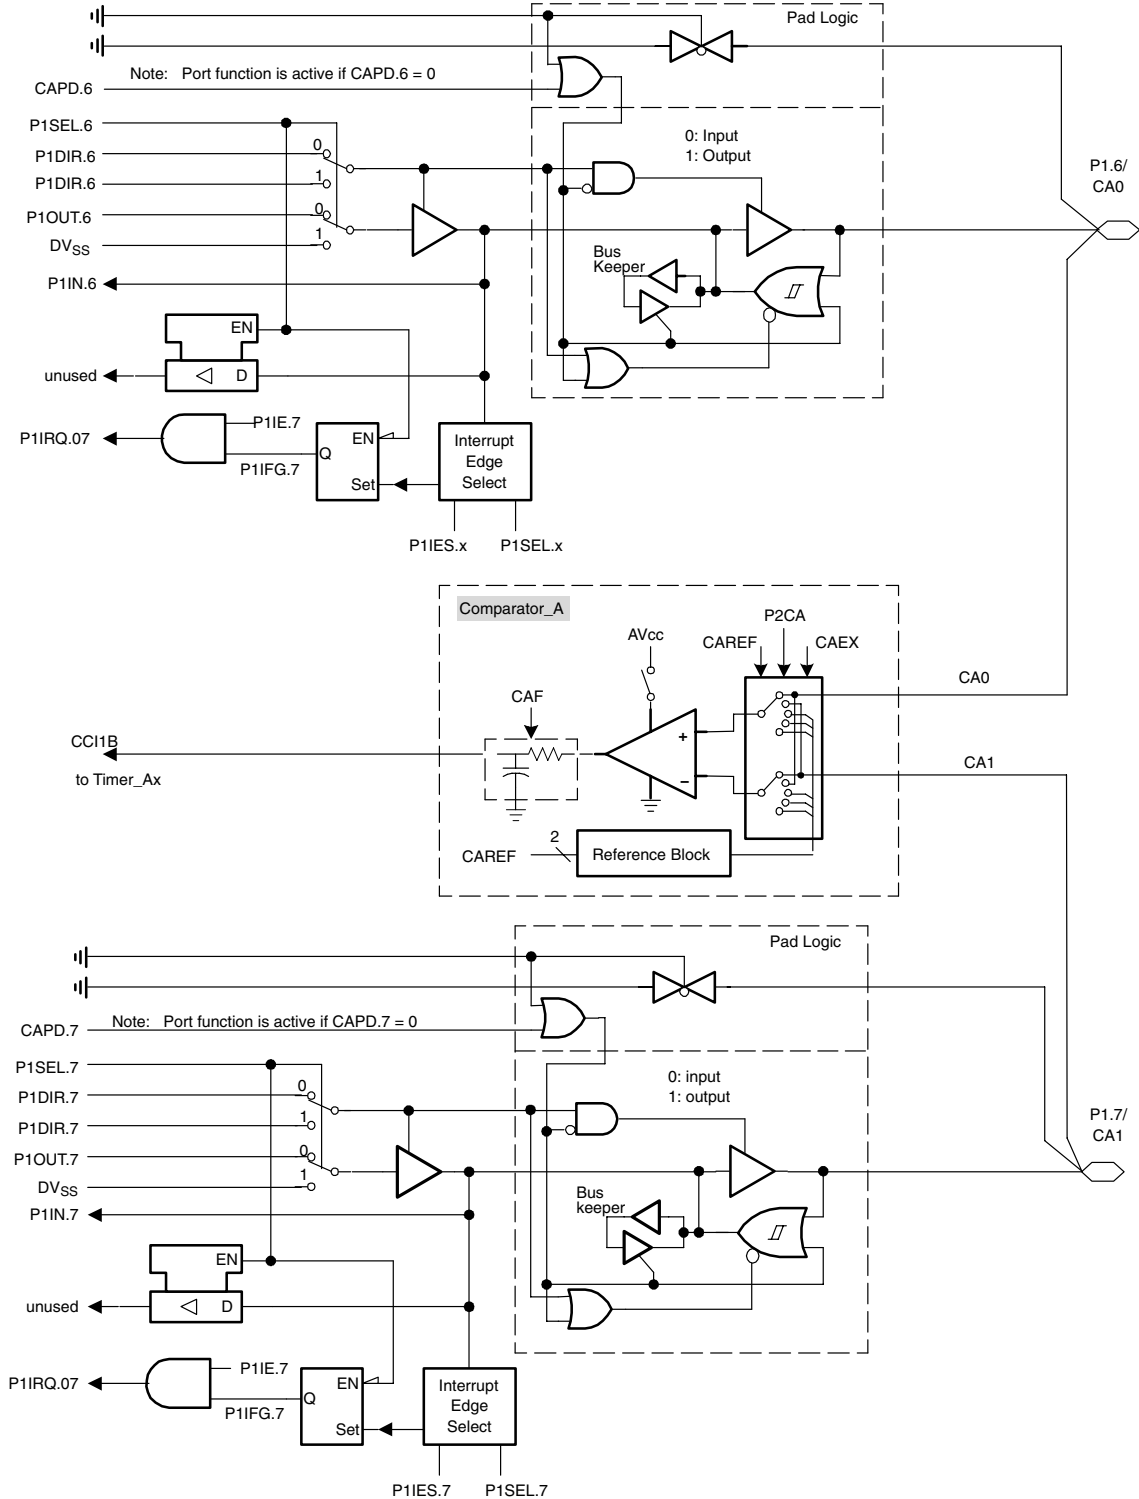 Pad Logic
Note: Port function is active if CAPD.6 = 0
CAPD.6
P1SEL.6
0: Input
1: Output
P1DIR.6
0
P1DIR.6
1
P1.6/
CA0
P1OUT.6
0
DVSS
1
Bus
Keeper
P1IN.6
EN
unused
D
P1IRQ.07
P1IE.7
P1IFG.7
EN
Q
Set
Interrupt
Edge
Select
P1IES.x
P1SEL.x
Comparator_A
P2CA
AVcc
CAREF
CAEX
CA0
CAF
CCI1B
to Timer_Ax
+
−
CA1
CAREF
2
Reference Block
Pad Logic
Note: Port function is active if CAPD.7 = 0
CAPD.7
P1SEL.7
0: input
1: output
P1DIR.7
0
P1DIR.7
1
P1.7/
CA1
P1OUT.7
0
DVSS
1
Bus
keeper
P1IN.7
EN
unused
D
P1IRQ.07
P1IE.7
P1IFG.7
EN
Q
Set
Interrupt
Edge
Select
P1IES.7
P1SEL.7